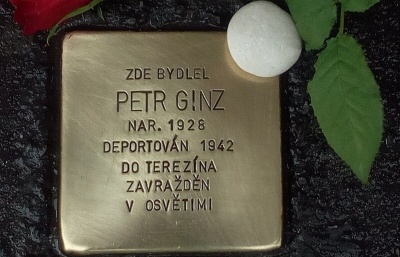 ZDE BYDLEL
PETR GINZ
NAR. 1928
DEPORTOVÁN 1942
DO TEREZÍNA
ZAVRAŽDĚN
V OSVĚTIMI